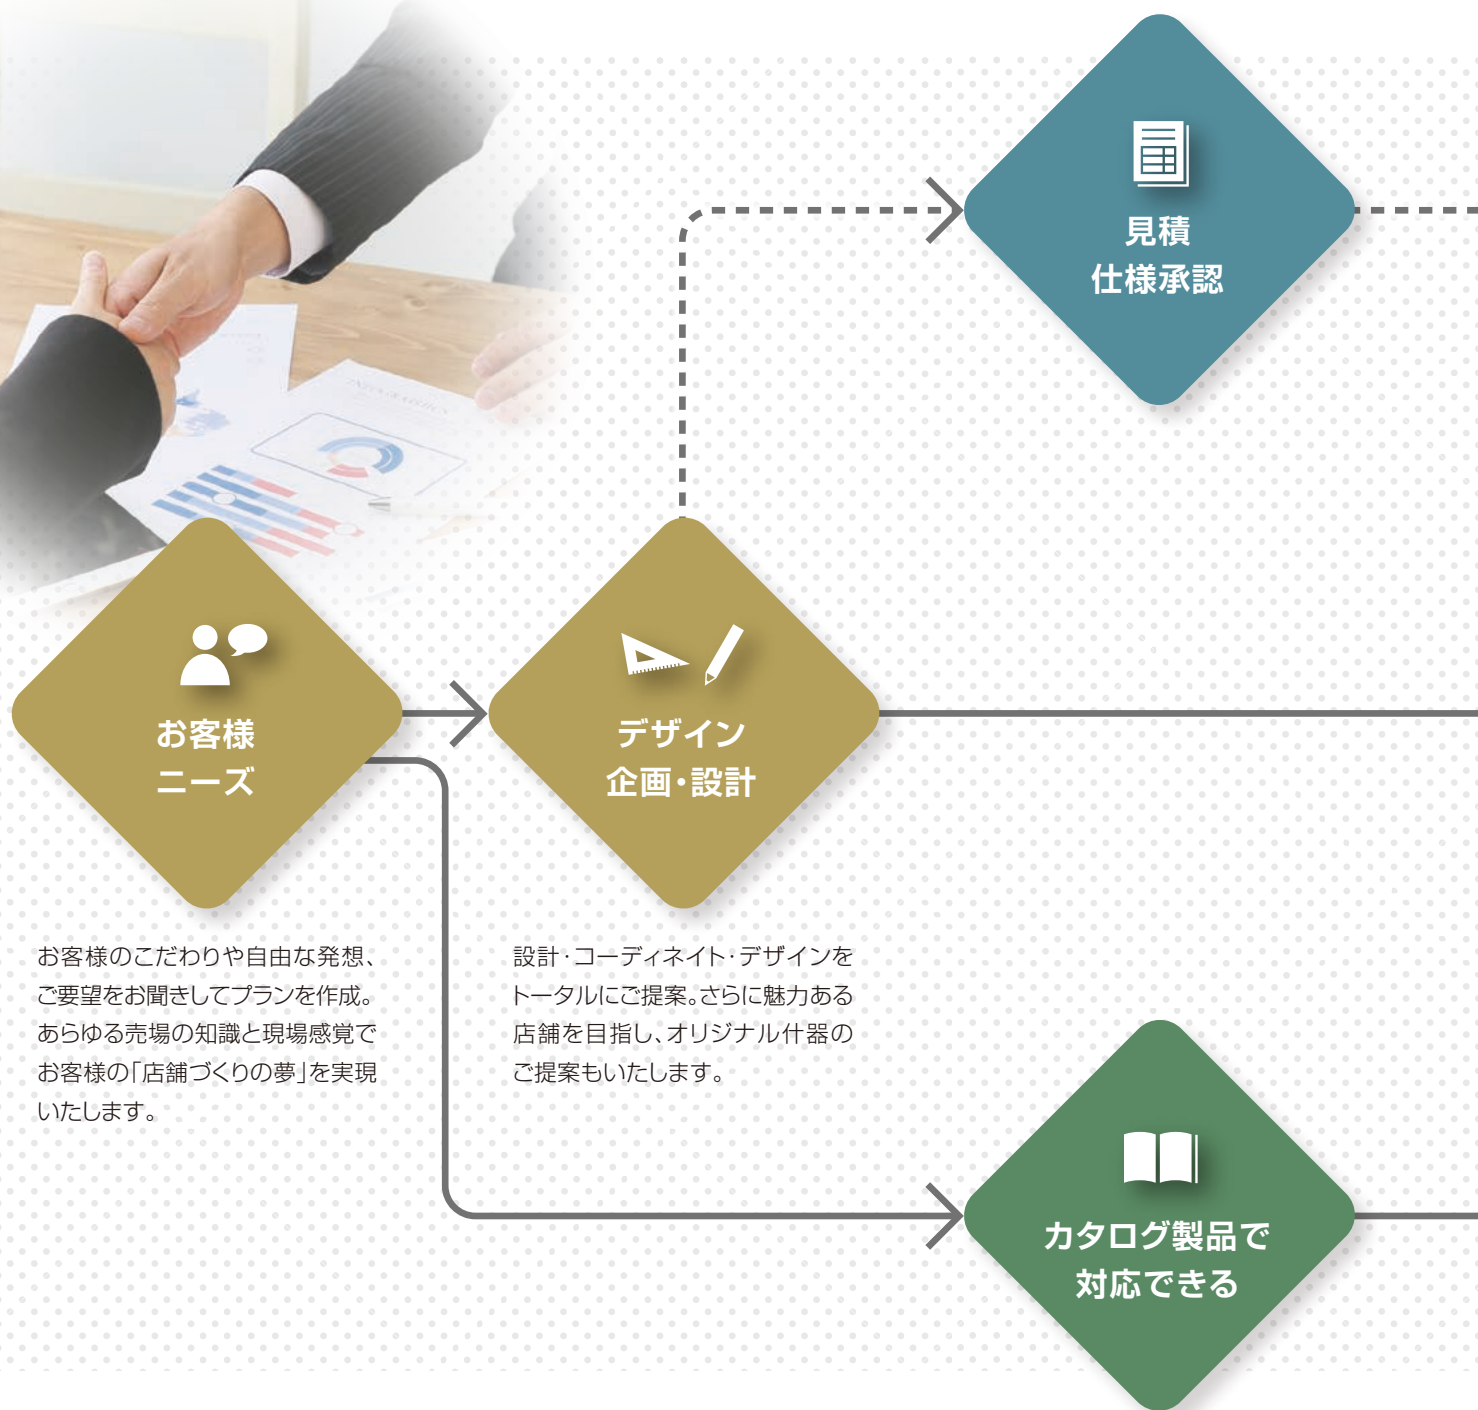 見積
仕様承認
お客様
ニーズ
デザイン
企画・設計
お客様のこだわりや自由な発想、
ご要望をお聞きしてプランを作成。
あらゆる売場の知識と現場感覚で
お客様の「店舗づくりの夢」を実現
いたします。
設計・コーディネイト・デザインを
トータルにご提案。さらに魅力ある
店舗を目指し、オリジナル什器の
ご提案もいたします。
カタログ製品で
対応できる